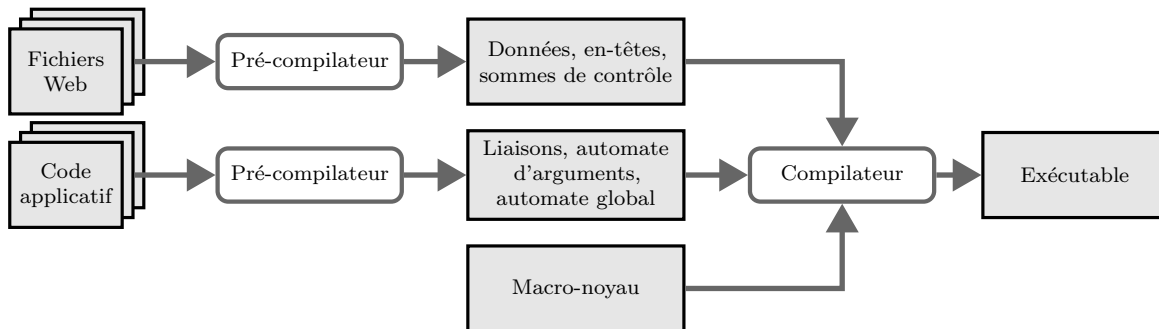 Fichiers
Web
Pré-compilateur
Données, en-têtes,
sommes de contrôle
Code
applicatif
Pré-compilateur
Liaisons, automate
d'arguments,
automate global
Compilateur
Exécutable
Macro-noyau